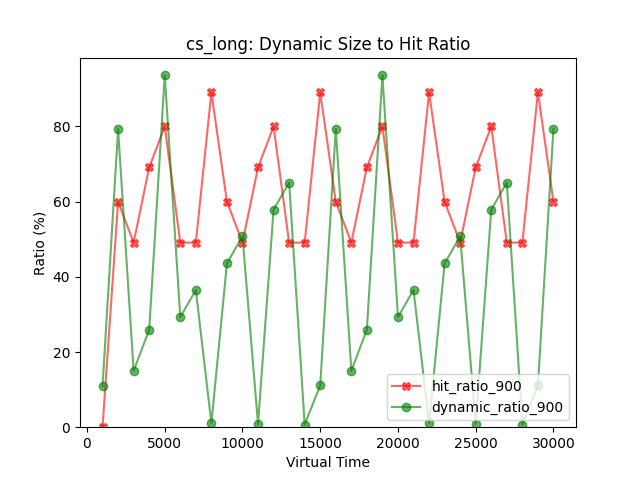 cs_long: Dynamic Size to Hit Ratio
Ratio (%)
80
60
40
20
0
0 5000 10000 15000 20000 25000 30000
Virtual Time
hit_ratio_900
dynamic_ratio_900